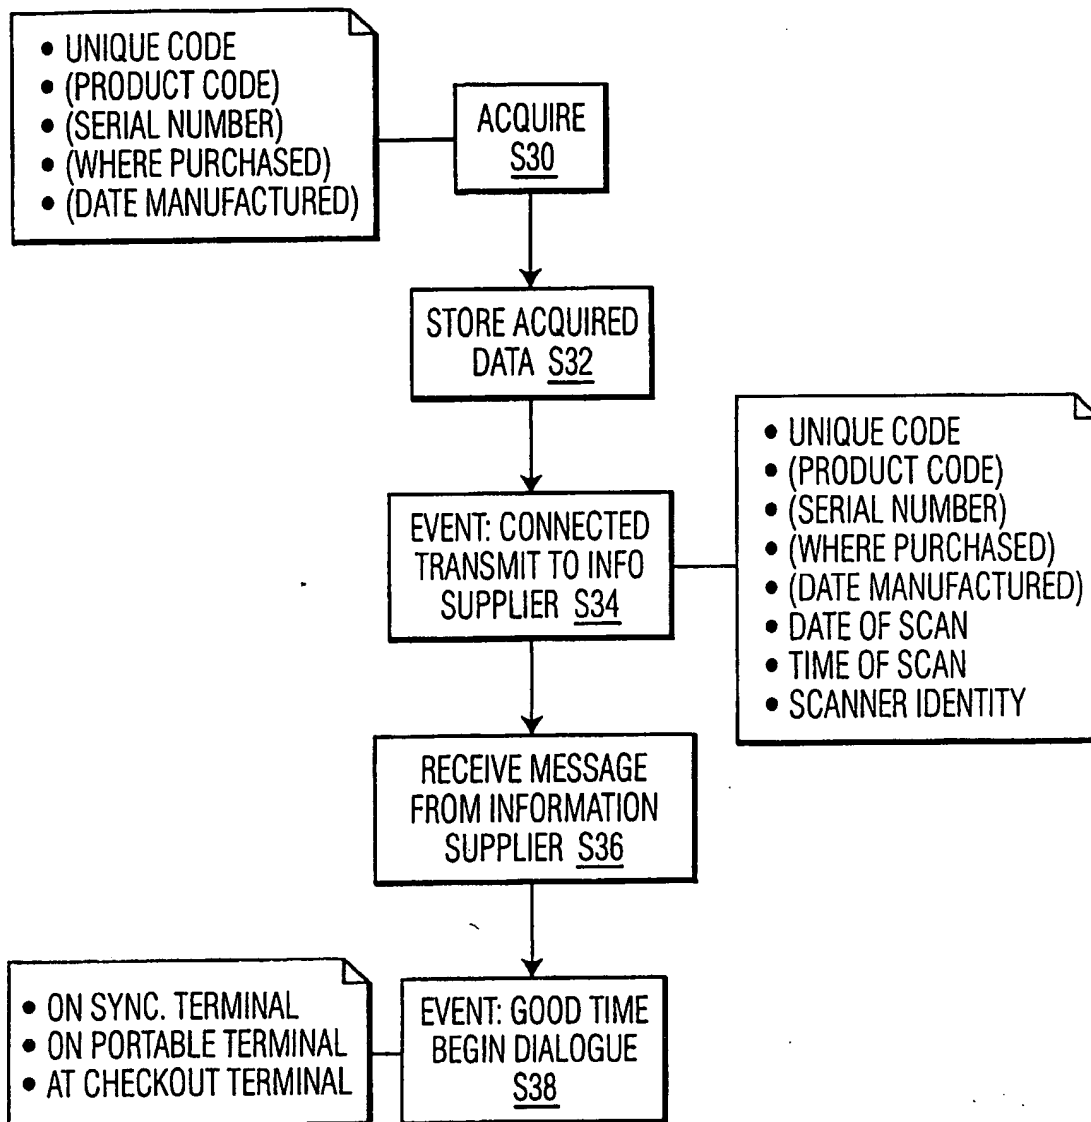 • UNIQUE CODE
• (PRODUCT CODE)
• (SERIAL NUMBER)
• (WHERE PURCHASED)
• (DATE MANUFACTURED)
ACQUIRE
S30
STORE ACQUIRED
DATA S32
EVENT: CONNECTED
TRANSMIT TO INFO
SUPPLIER S34
• UNIQUE CODE
• (PRODUCT CODE)
• (SERIAL NUMBER)
• (WHERE PURCHASED)
• (DATE MANUFACTURED)
• DATE OF SCAN
• TIME OF SCAN
• SCANNER IDENTITY
RECEIVE MESSAGE
FROM INFORMATION
SUPPLIER S36
• ON SYNC. TERMINAL
• ON PORTABLE TERMINAL
• AT CHECKOUT TERMINAL
EVENT: GOOD TIME
BEGIN DIALOGUE
S38